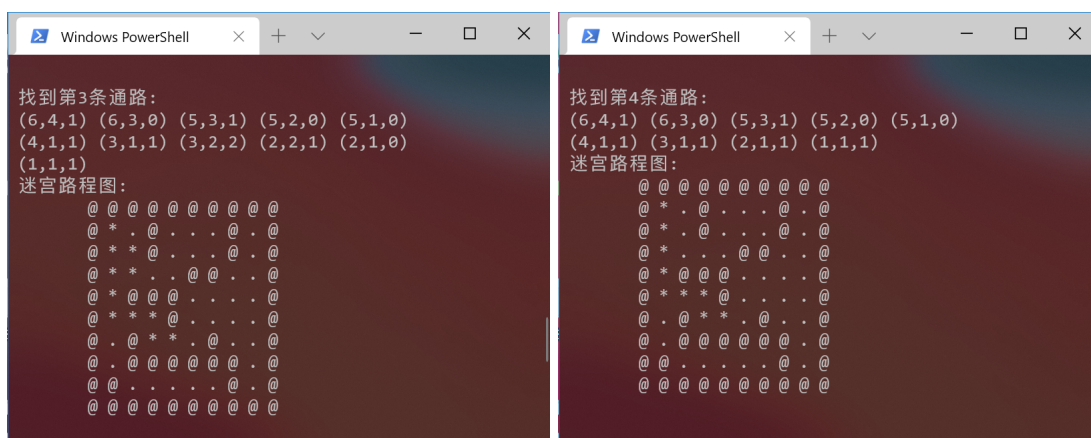 Windows PowerShell
找到第3条通路:
(6,4,1) (6,3,0) (5,3,1) (5,2,0) (5,1,0)
(4,1,1) (3,1,1) (3,2,2) (2,2,1) (2,1,0)
(1,1,1)
迷宫路程图:
@ @ @ @ @ @ @ @ @ @
@ * . @ . . . @ . @
@ * * @ . . . @ . @
@ * * . . @ @ . . @
@ * @ @ @ . . . . @
@ * * * @ . . . . @
@ . @ * * . @ . . @
@ . @ @ @ @ @ @ . @
@ @ . . . . . @ . @
@ @ @ @ @ @ @ @ @ @
Windows PowerShell
找到第4条通路:
(6,4,1) (6,3,0) (5,3,1) (5,2,0) (5,1,0)
(4,1,1) (3,1,1) (2,1,1) (1,1,1)
迷宫路程图:
@ @ @ @ @ @ @ @ @ @
@ * . @ . . . @ . @
@ * . @ . . . @ . @
@ * . . . @ @ . . @
@ * @ @ @ . . . . @
@ * * * @ . . . . @
@ . @ * * . @ . . @
@ . @ @ @ @ @ @ . @
@ @ . . . . . @ . @
@ @ @ @ @ @ @ @ @ @